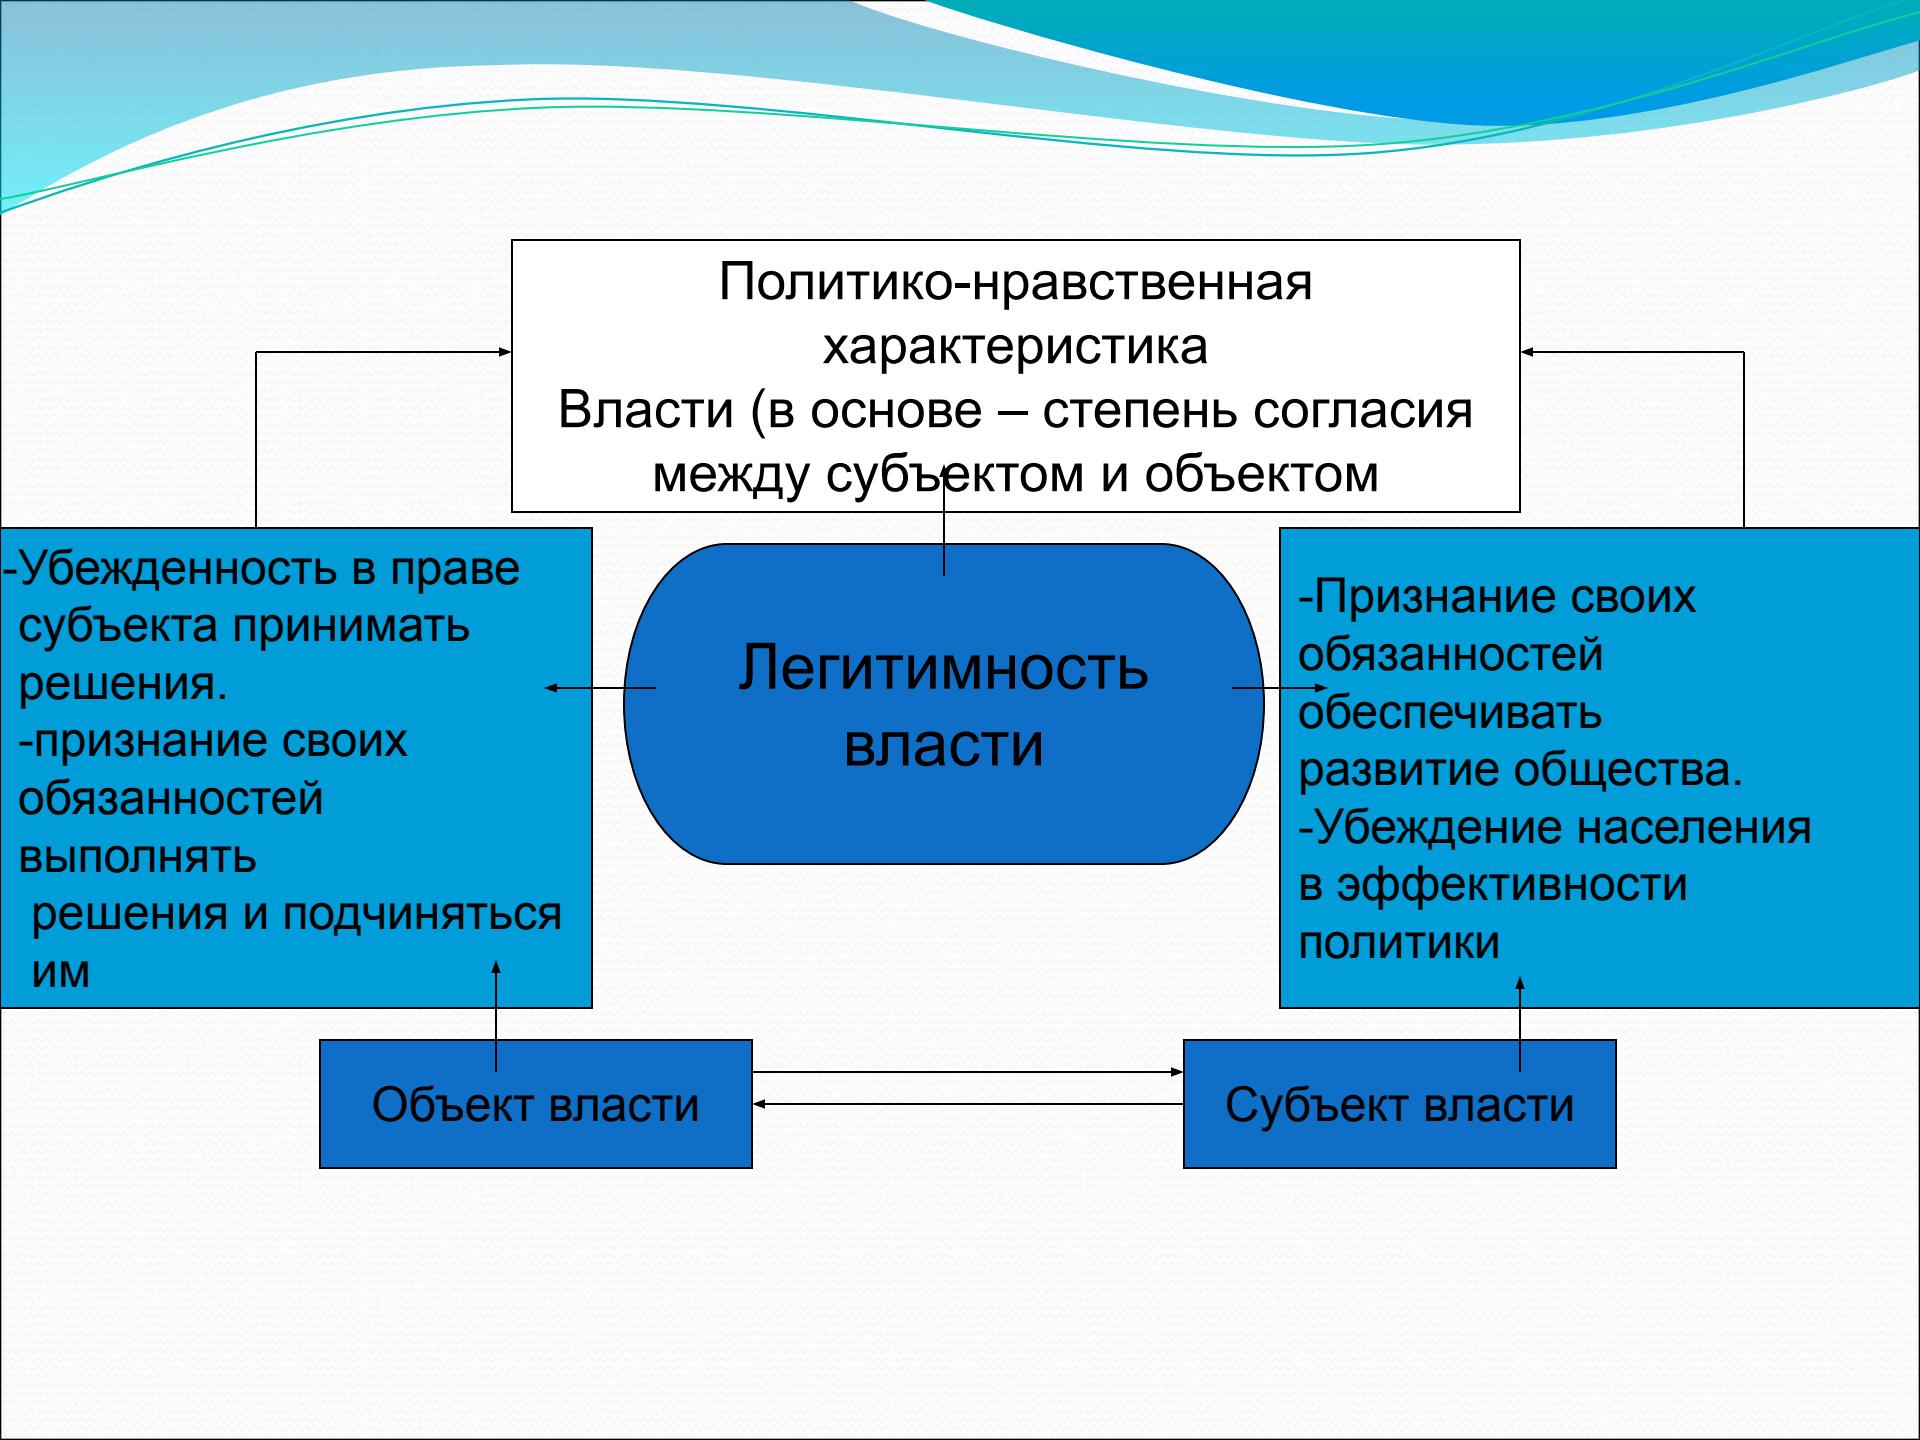 Политико-нравственная
характеристика
Власти (в основе – степень согласия
между субъектом и объектом
-Убежденность в праве
субъекта принимать
решения.
-признание своих
обязанностей
выполнять
решения и подчиняться
им
Легитимность
власти
-Признание своих
обязанностей
обеспечивать
развитие общества.
-Убеждение населения
в эффективности
политики
Объект власти
Субъект власти